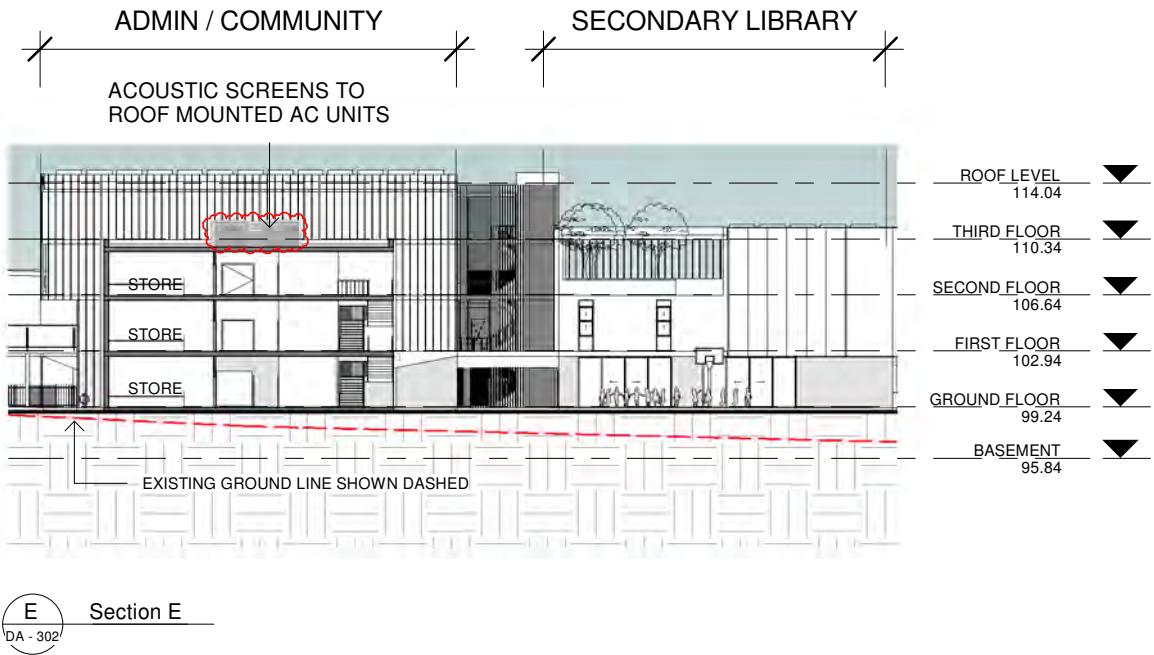 ADMIN / COMMUNITY
SECONDARY LIBRARY
ACOUSTIC SCREENS TO
ROOF MOUNTED AC UNITS
ROOF LEVEL
114.04
THIRD FLOOR
110.34
STORE
SECOND FLOOR
106.64
STORE
FIRST FLOOR
102.94
STORE
GROUND FLOOR
99.24
BASEMENT
95.84
EXISTING GROUND LINE SHOWN DASHED
E
DA - 302
Section E